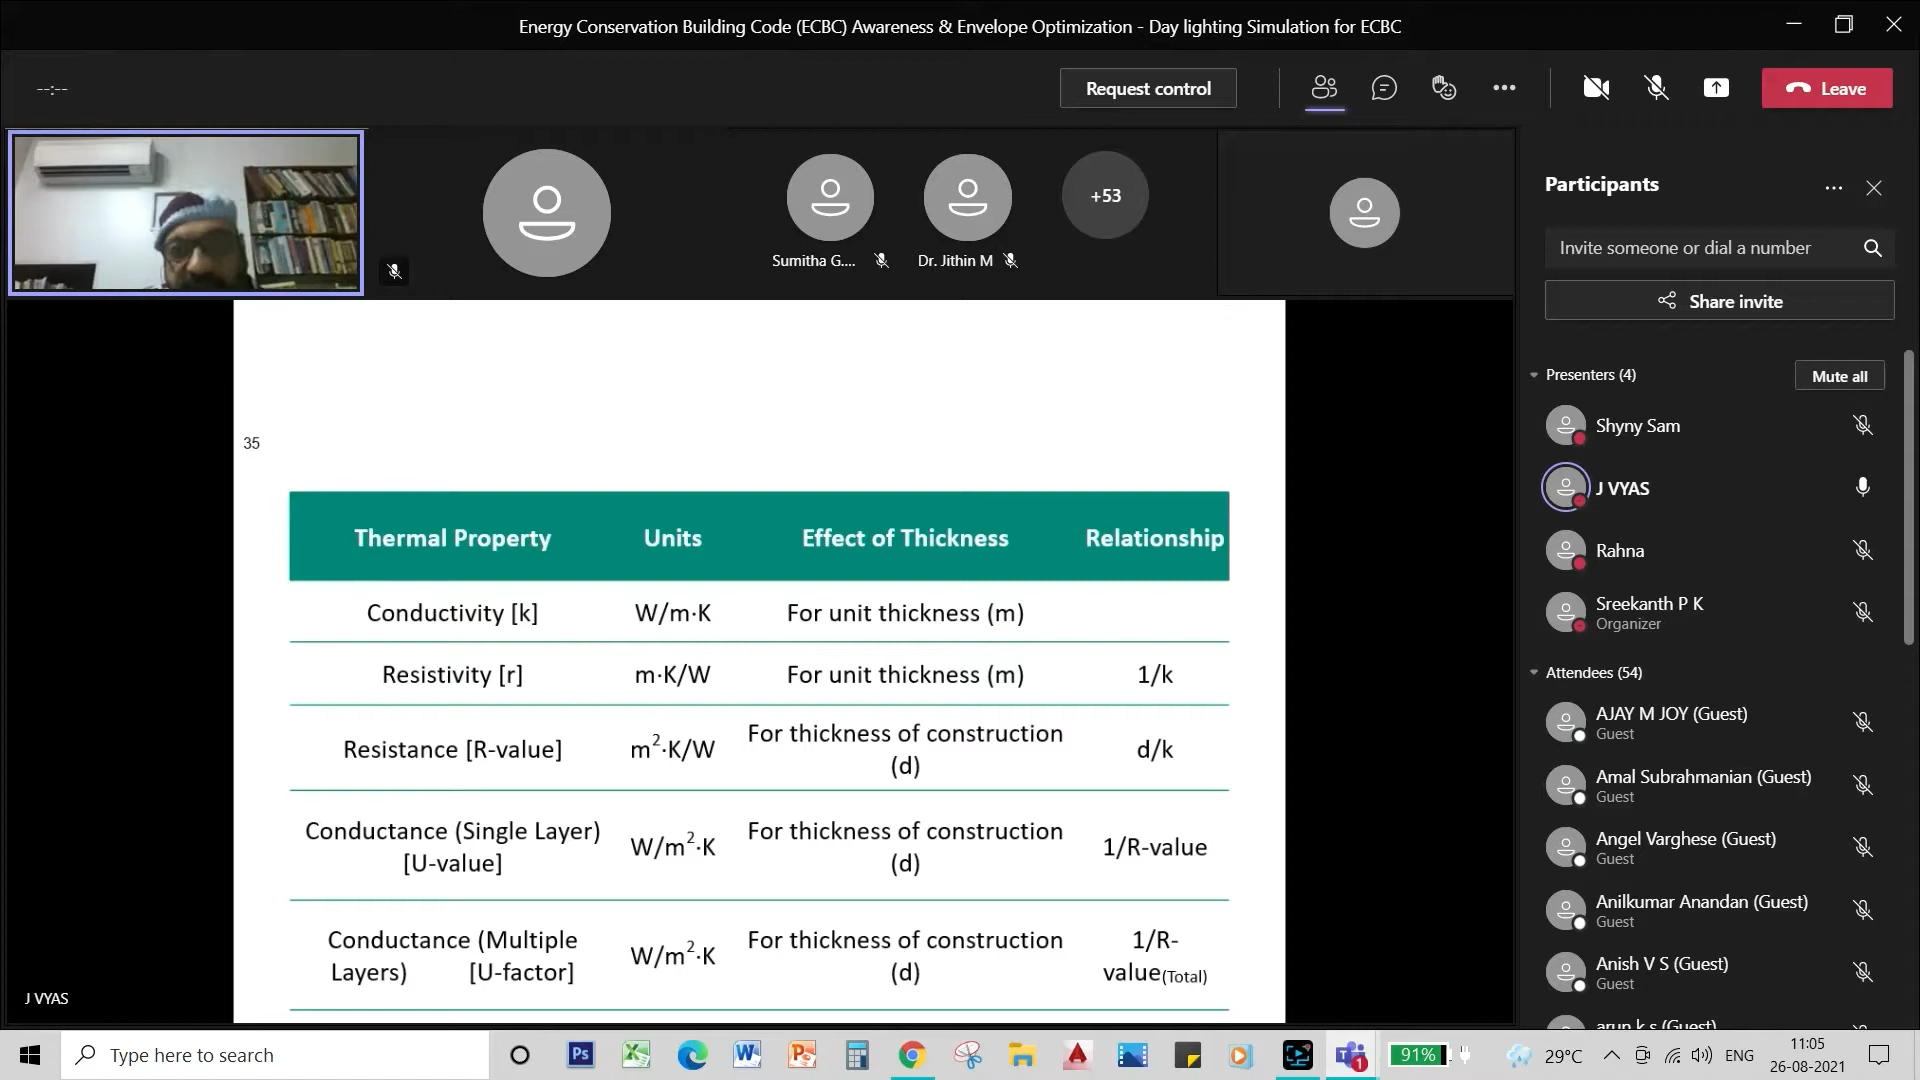 Energy Conservation Building Code (ECBC) Awareness & Envelope Optimization - Day lighting Simulation for ECBC
--:--
Request control
Leave
Sumitha G....
Dr. Jithin M
+53
J VYAS
35
Thermal Property Units Effect of Thickness Relationship
Conductivity [k] W/m·K For unit thickness (m)
Resistivity [r] m·K/W For unit thickness (m) 1/k
Resistance [R-value] m²·K/W For thickness of construction (d) d/k
Conductance (Single Layer) [U-value] W/m²·K For thickness of construction (d) 1/R-value
Conductance (Multiple Layers) [U-factor] W/m²·K For thickness of construction (d) 1/R-value(Total)
Participants
Invite someone or dial a number
Share invite
Presenters (4)
Mute all
Shyny Sam
J VYAS
Rahna
Sreekanth P K
Organizer
Attendees (54)
AJAY M JOY (Guest)
Guest
Amal Subrahmanian (Guest)
Guest
Angel Varghese (Guest)
Guest
Anilkumar Anandan (Guest)
Guest
Anish V S (Guest)
Guest
arun k s (Guest)
Type here to search
Ps
91%
29°C
ENG
11:05
26-08-2021